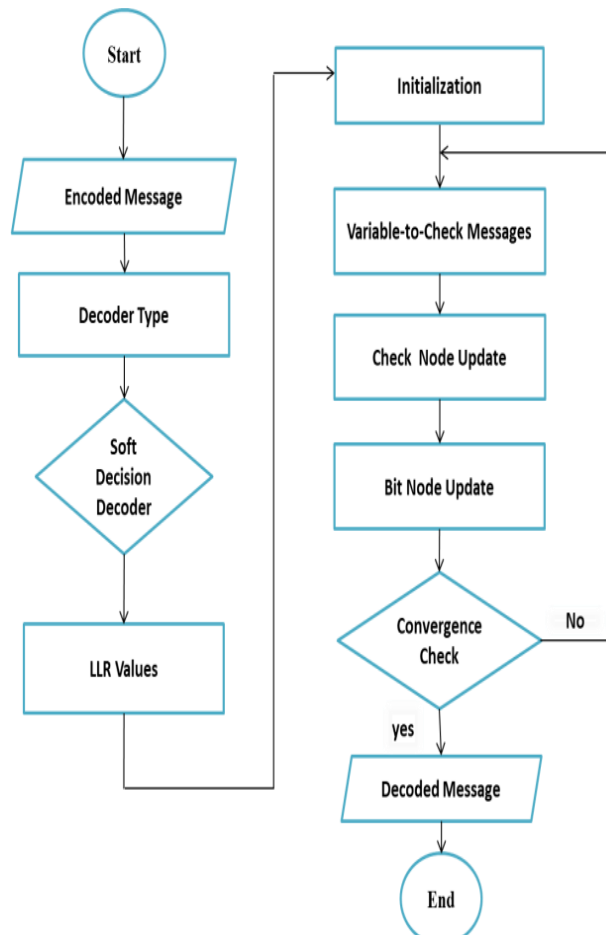 Start
Encoded Message
Decoder Type
Soft
Decision
Decoder
LLR Values
Initialization
Variable-to-Check Messages
Check Node Update
Bit Node Update
Convergence
Check
No
yes
Decoded Message
End